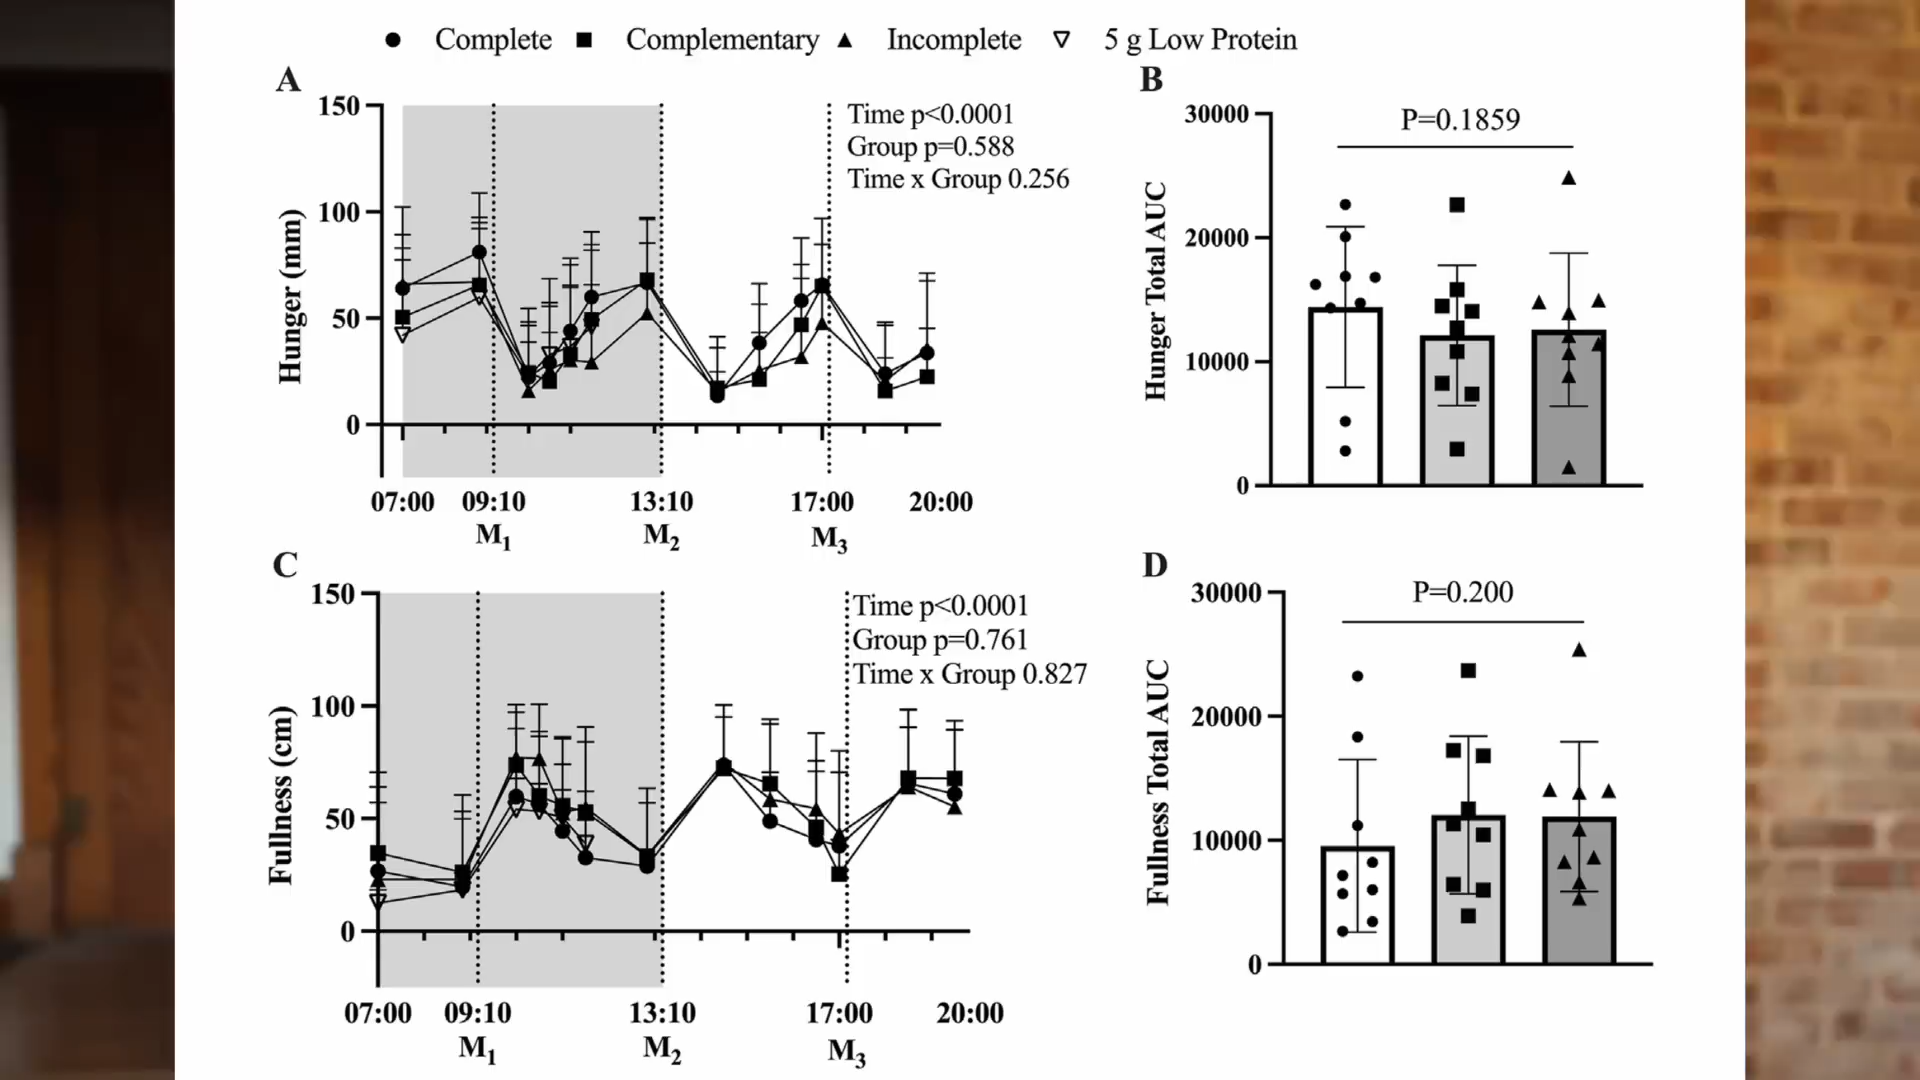 Complete Complementary Incomplete 5 g Low Protein
A
150
100
50
0
Hunger (mm)
Time p<0.0001
Group p=0.588
Time x Group 0.256
07:00 09:10 13:10 17:00 20:00
M1 M2 M3
B
30000
20000
10000
0
Hunger Total AUC
P=0.1859
C
150
100
50
0
Fullness (cm)
Time p<0.0001
Group p=0.761
Time x Group 0.827
07:00 09:10 13:10 17:00 20:00
M1 M2 M3
D
30000
20000
10000
0
Fullness Total AUC
P=0.200